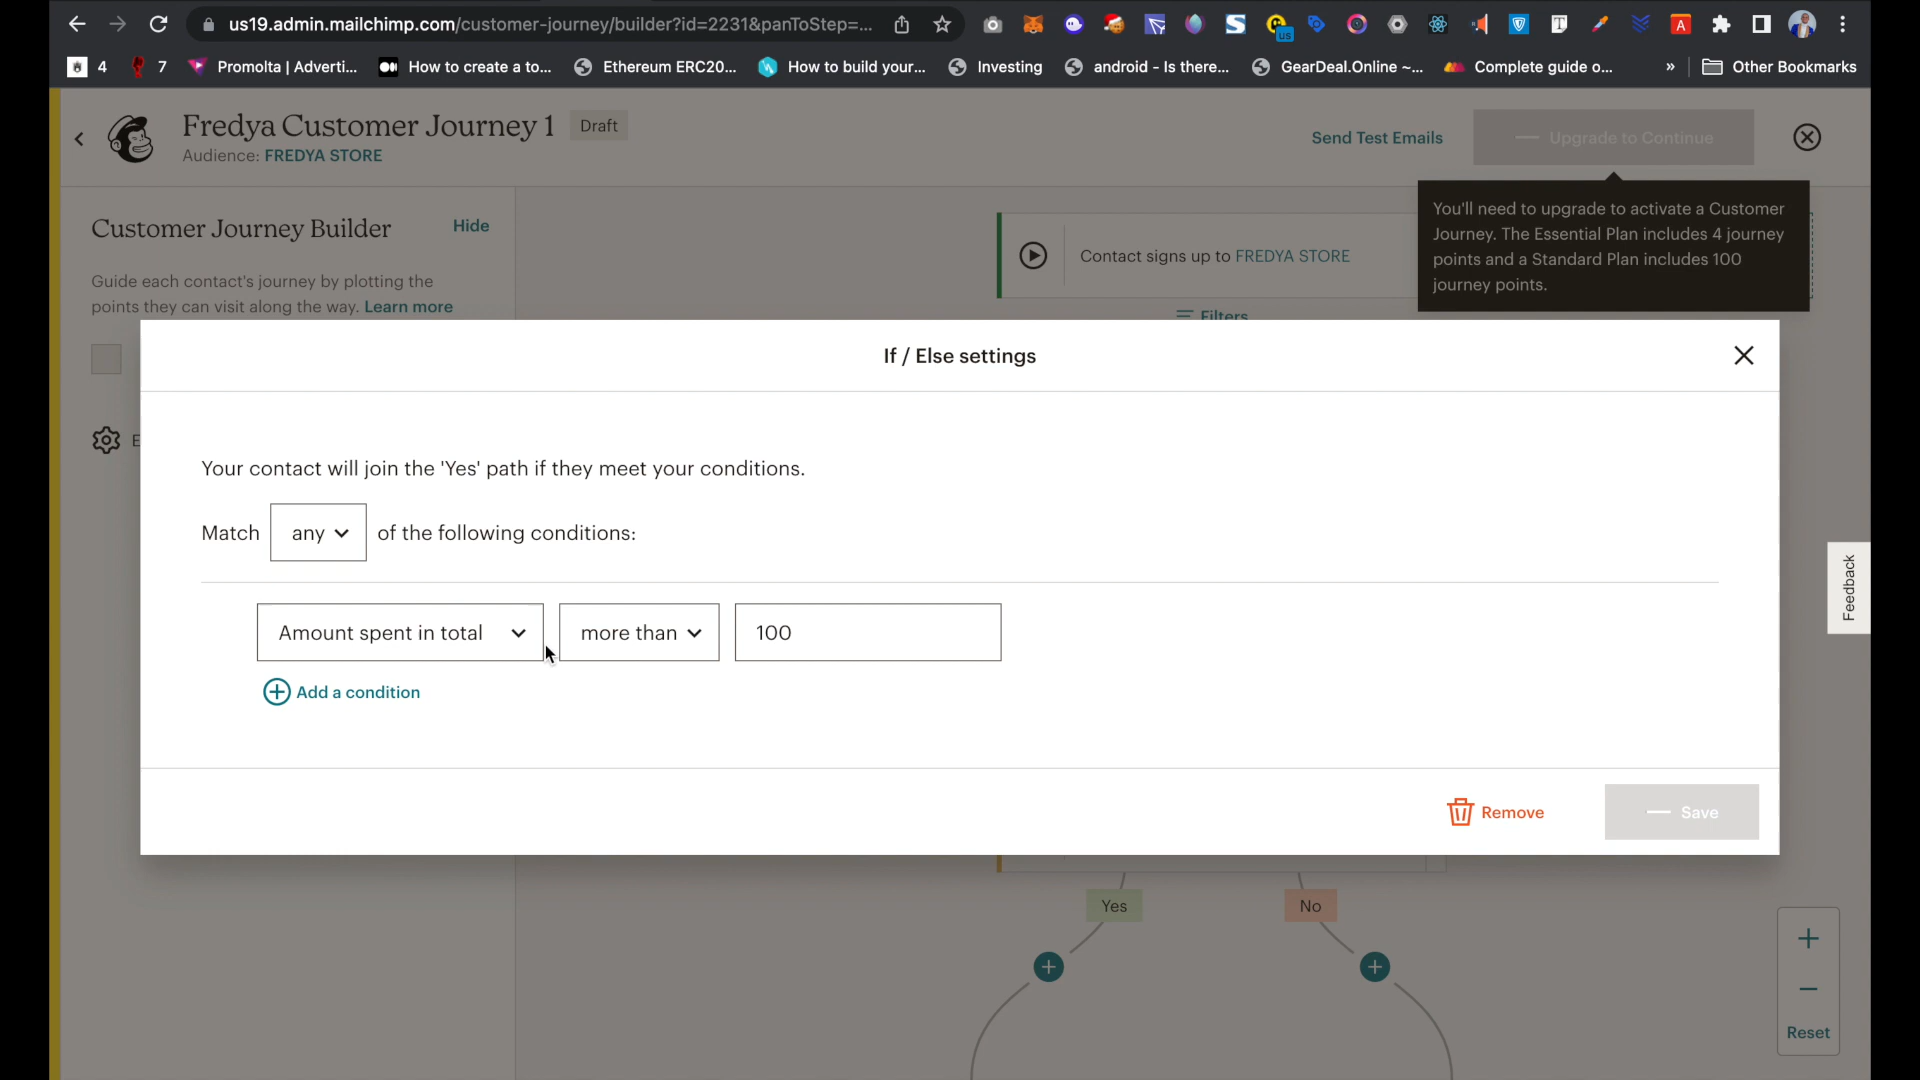 us19.admin.mailchimp.com/customer-journey/builder?id=2231&panToStep=...
us
A
4
7
Promolta | Adverti...
How to create a to...
Ethereum ERC20...
How to build your...
Investing
android - Is there...
GearDeal.Online ~...
Complete guide o...
»
Other Bookmarks
Fredya Customer Journey 1
Draft
Audience: FREDYA STORE
Send Test Emails
Upgrade to Continue
You'll need to upgrade to activate a Customer
Journey. The Essential Plan includes 4 journey
points and a Standard Plan includes 100
journey points.
Customer Journey Builder
Hide
Guide each contact's journey by plotting the
points they can visit along the way. Learn more
Contact signs up to FREDYA STORE
Filters
E
If / Else settings
Your contact will join the 'Yes' path if they meet your conditions.
Match any of the following conditions:
Amount spent in total
more than
100
Add a condition
Remove
Save
Feedback
Yes
No
Reset